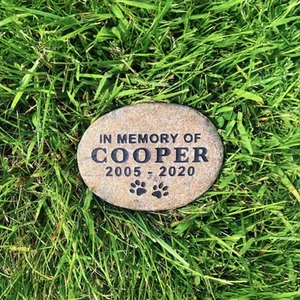 IN MEMORY OF
COOPER
2005 - 2020